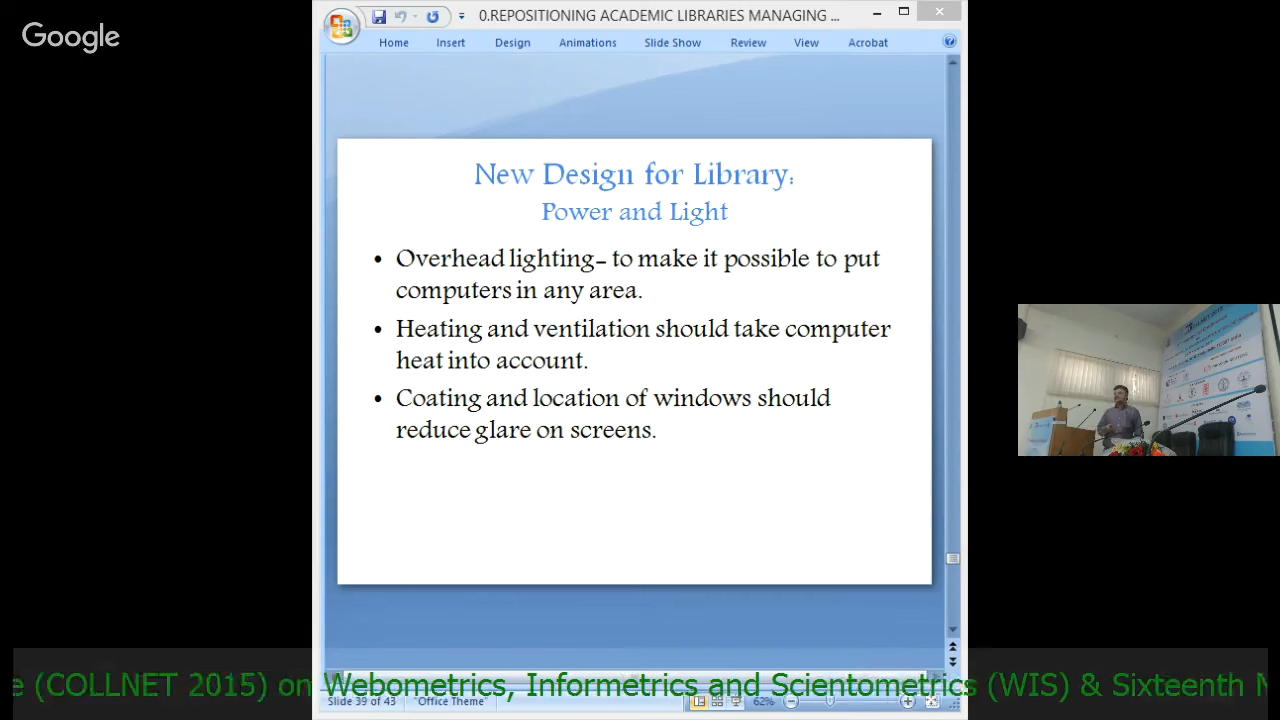 Google
0.REPOSITIONING ACADEMIC LIBRARIES MANAGING ...
Home Insert Design Animations Slide Show Review View Acrobat
New Design for Library:
Power and Light
• Overhead lighting- to make it possible to put
computers in any area.
• Heating and ventilation should take computer
heat into account.
• Coating and location of windows should
reduce glare on screens.
e (COLLNET 2015) on Webometrics, Informetrics and Scientometrics (WIS) & Sixteenth N
Slide 39 of 43 "Office Theme" 62%